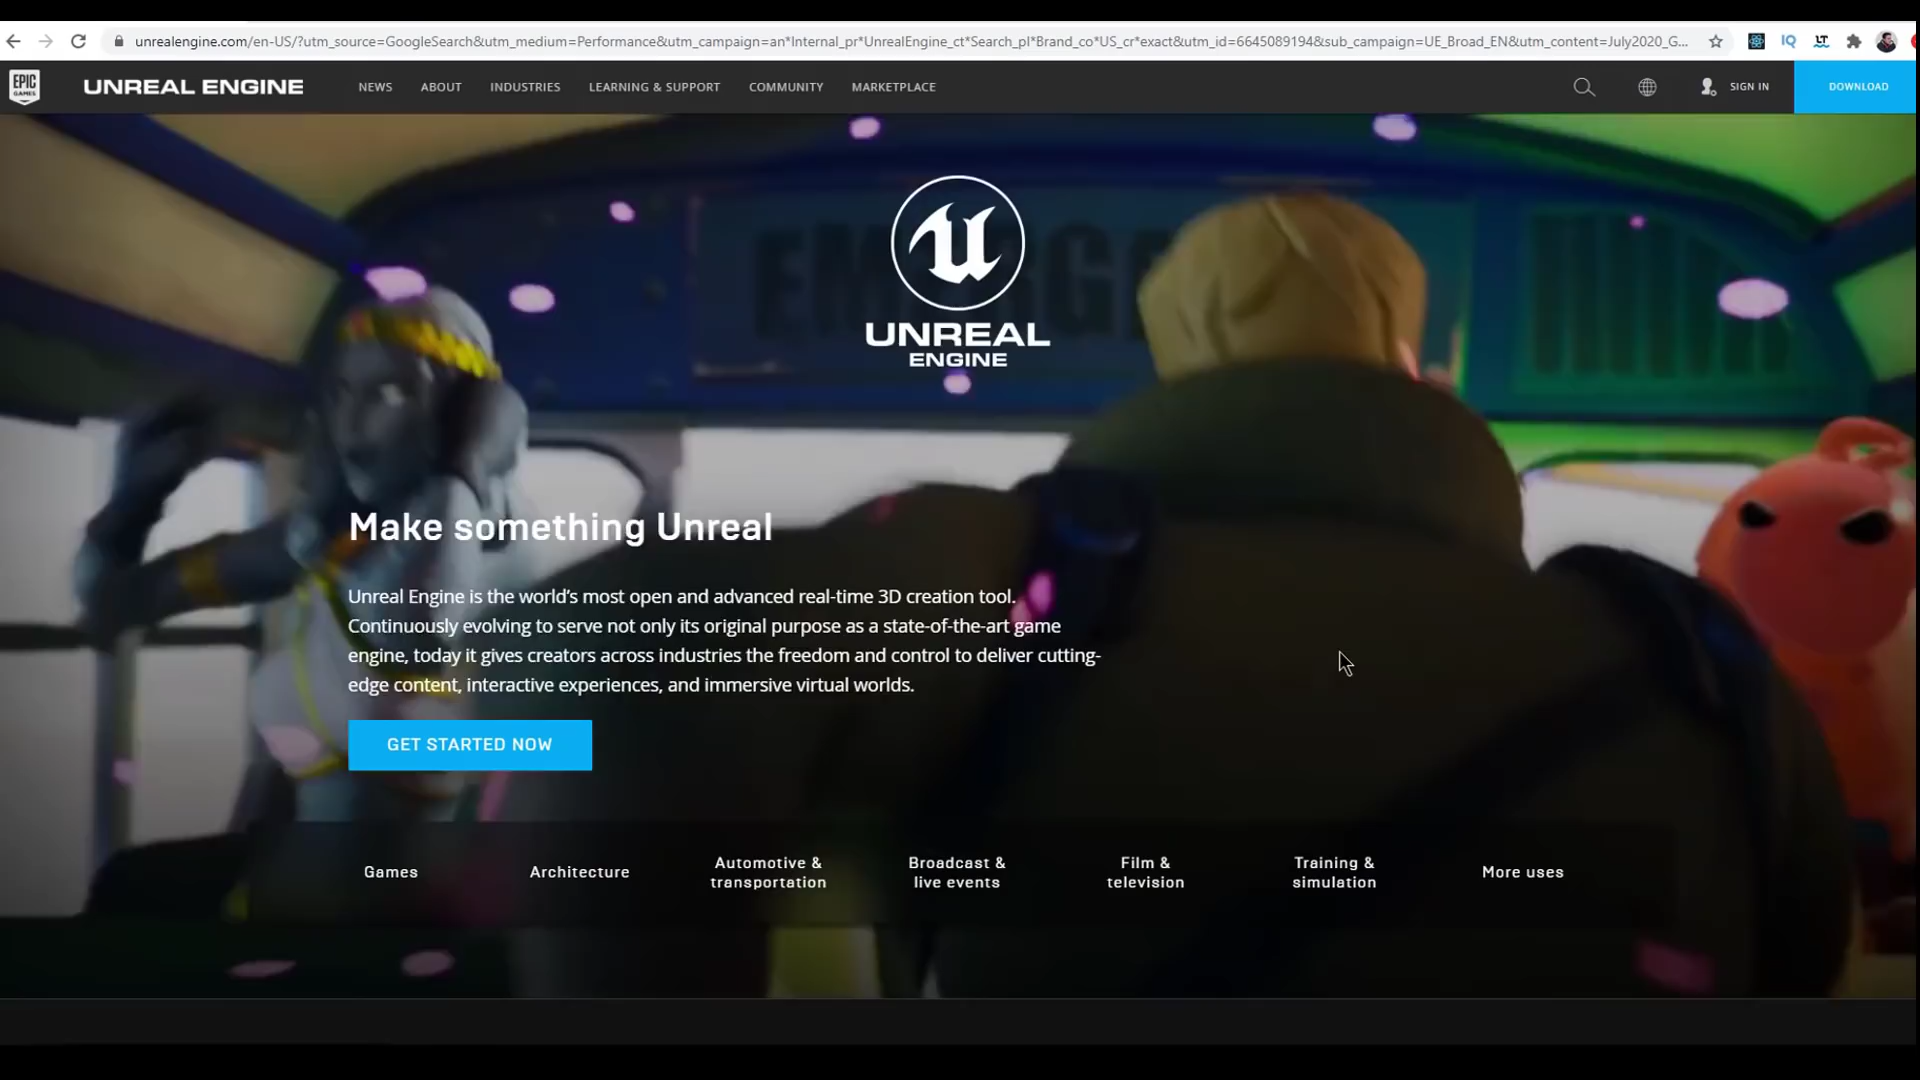 unrealengine.com/en-US/?utm_source=GoogleSearch&utm_medium=Performance&utm_campaign=an*Internal_pr*UnrealEngine_ct*Search_pl*Brand_co*US_cr*exact&utm_id=6645089194&sub_campaign=UE_Broad_EN&utm_content=July2020_G...
IQ
LT
EPIC GAMES
UNREAL ENGINE
NEWS
ABOUT
INDUSTRIES
LEARNING & SUPPORT
COMMUNITY
MARKETPLACE
SIGN IN
DOWNLOAD
UNREAL
ENGINE
Make something Unreal
Unreal Engine is the world's most open and advanced real-time 3D creation tool.
Continuously evolving to serve not only its original purpose as a state-of-the-art game
engine, today it gives creators across industries the freedom and control to deliver cutting-
edge content, interactive experiences, and immersive virtual worlds.
GET STARTED NOW
Games
Architecture
Automotive &
transportation
Broadcast &
live events
Film &
television
Training &
simulation
More uses